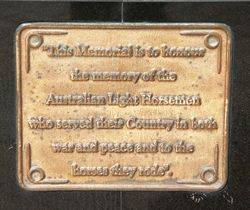 "This Memorial is to honour
the memory of the
Australian Light Horsemen
who served their Country in both
war and peace and to the
horses they rode".